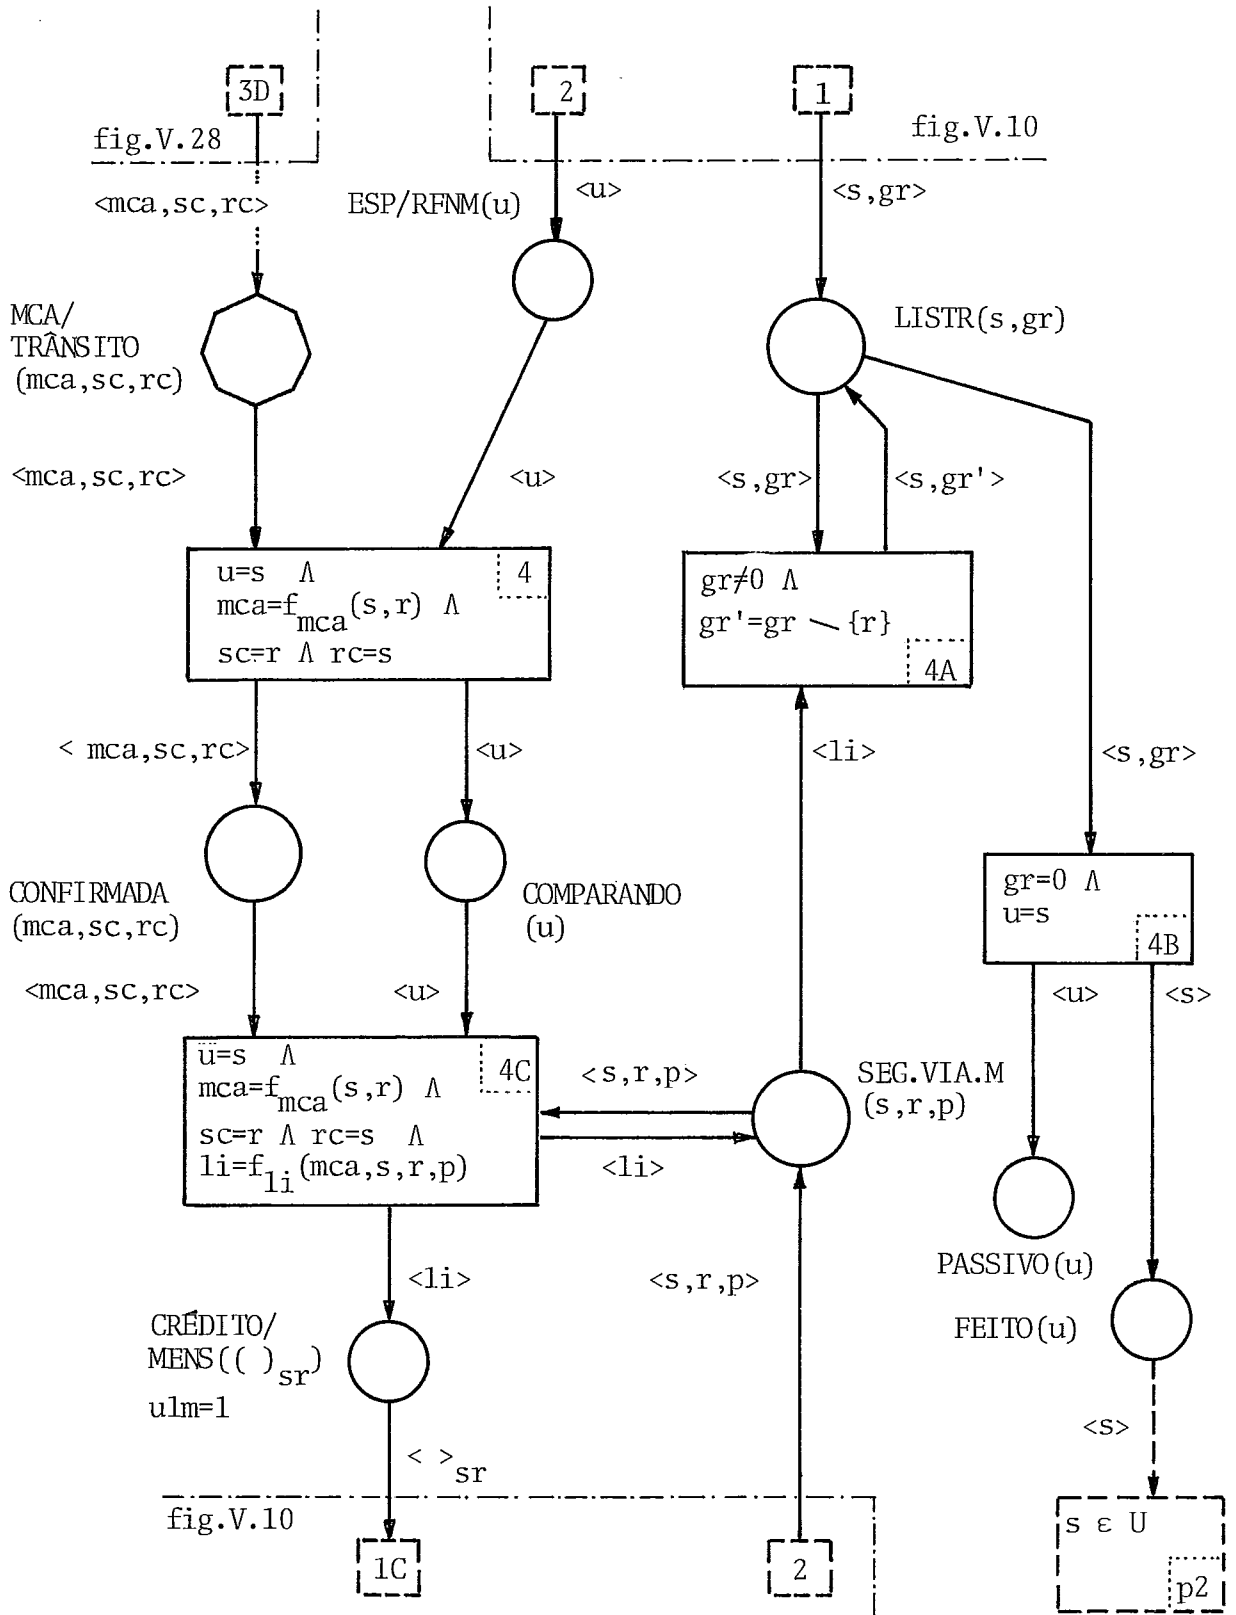 3D
2
1
fig.V.28
fig.V.10
<mca,sc,rc>
ESP/RFNM(u)
<u>
<s,gr>
MCA/
TRÂNSITO
(mca,sc,rc)
LISTR(s,gr)
<mca,sc,rc>
<u>
<s,gr>
<s,gr'>
u=s Λ
mca=f_mca(s,r) Λ
sc=r Λ rc=s
4
gr≠0 Λ
gr'=gr ∖ {r}
4A
< mca,sc,rc>
<u>
<li>
<s,gr>
CONFIRMADA
(mca,sc,rc)
COMPARANDO
(u)
gr=0 Λ
u=s
4B
<mca,sc,rc>
<u>
<u>
<s>
u=s Λ
mca=f_mca(s,r) Λ
sc=r Λ rc=s Λ
li=f_li(mca,s,r,p)
4C
<s,r,p>
<li>
SEG.VIA.M
(s,r,p)
<li>
<s,r,p>
PASSIVO(u)
FEITO(u)
CRÉDITO/
MENS(( )_sr)
ulm=1
<s>
< >_sr
fig.V.10
1C
2
s ε U
p2